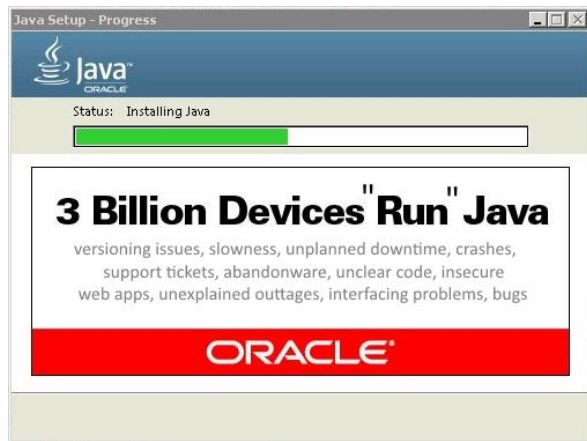 Java Setup - Progress
Java™
ORACLE
Status: Installing Java
3 Billion Devices "Run" Java
versioning issues, slowness, unplanned downtime, crashes,
support tickets, abandonware, unclear code, insecure
web apps, unexplained outtages, interfacing problems, bugs
ORACLE®